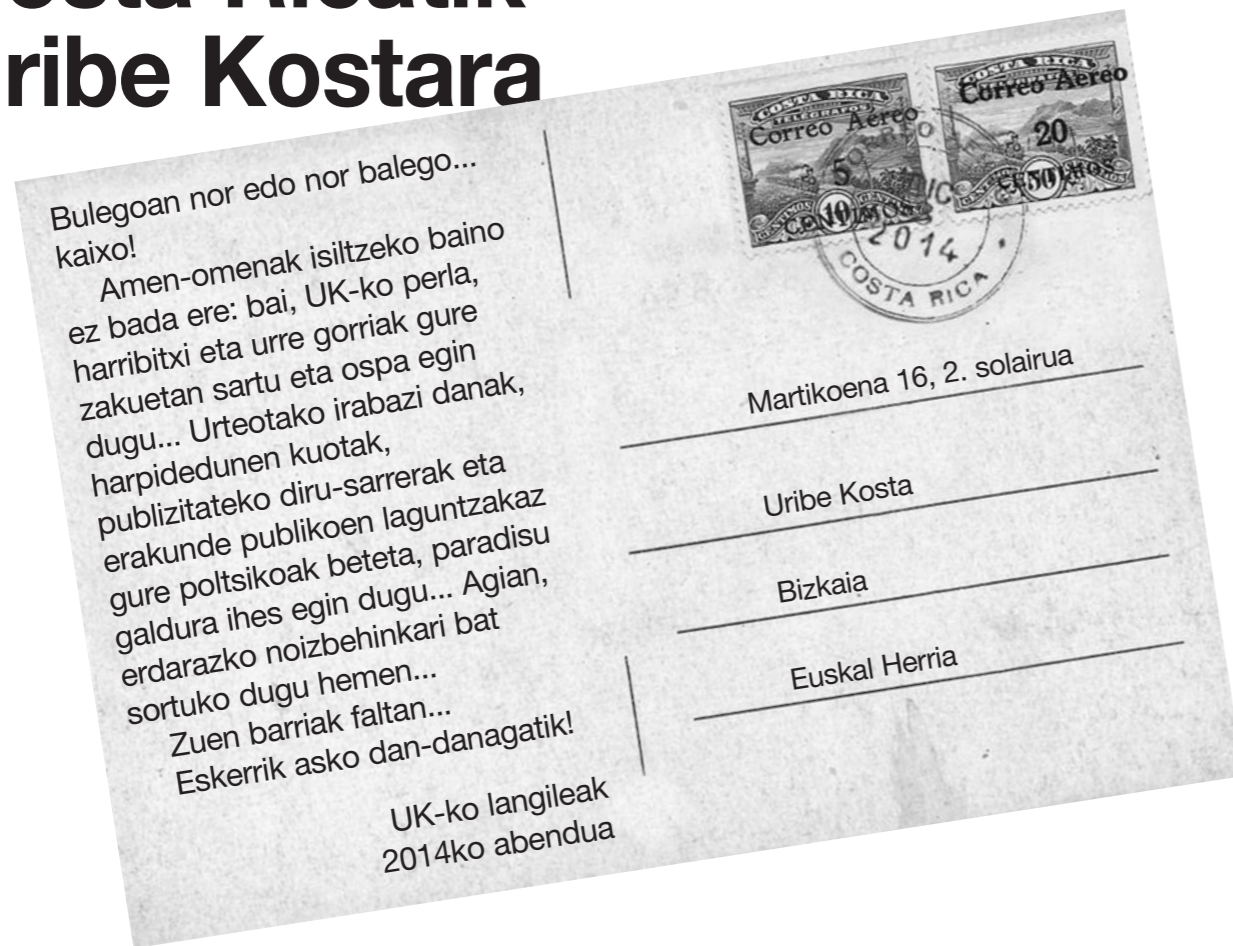 ribe Kostara
Bulegoan nor edo nor balego...
kaixo!
Amen-omenak isiltzeko baino
ez bada ere: bai, UK-ko perla,
harribitxi eta urre gorriak gure
zakuetan sartu eta ospa egin
dugu... Urteotako irabazi danak,
harpidedunen kuotak,
publizitateko diru-sarrerak eta
erakunde publikoen laguntzakaz
gure poltsikoak beteta, paradisu
galdura ihes egin dugu... Agian,
erdarazko noizbehinkari bat
sortuko dugu hemen...
Zuen barriak faltan...
Eskerrik asko dan-danagatik!
UK-ko langileak
2014ko abendua
COSTA RICA
TELEGRAFOS
Correo Aereo
5
CENTIMOS 10 CENTIMOS
CENTIMOS
COSTA RICA
Correo Aereo
20
CENTIMOS
50
2014
COSTA RICA
Martikoena 16, 2. solairua
Uribe Kosta
Bizkaia
Euskal Herria